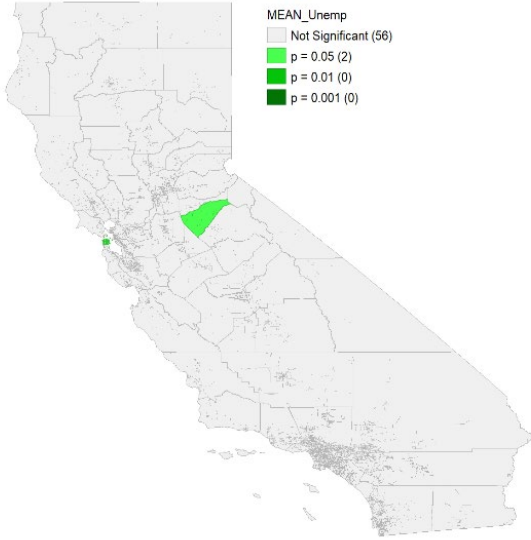 MEAN_Unemp
Not Significant (56)
p = 0.05 (2)
p = 0.01 (0)
p = 0.001 (0)